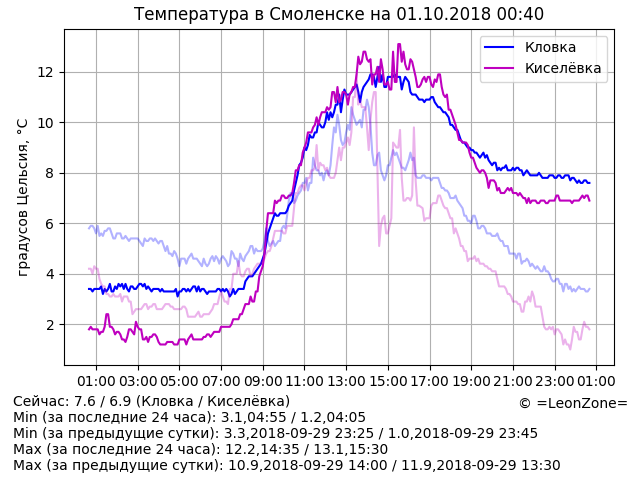 Температура в Смоленске на 01.10.2018 00:40
Кловка
Киселёвка
градусов Цельсия, °C
12
10
8
6
4
2
01:00 03:00 05:00 07:00 09:00 11:00 13:00 15:00 17:00 19:00 21:00 23:00 01:00
Сейчас: 7.6 / 6.9 (Кловка / Киселёвка)
© =LeonZone=
Min (за последние 24 часа): 3.1,04:55 / 1.2,04:05
Min (за предыдущие сутки): 3.3,2018-09-29 23:25 / 1.0,2018-09-29 23:45
Max (за последние 24 часа): 12.2,14:35 / 13.1,15:30
Max (за предыдущие сутки): 10.9,2018-09-29 14:00 / 11.9,2018-09-29 13:30